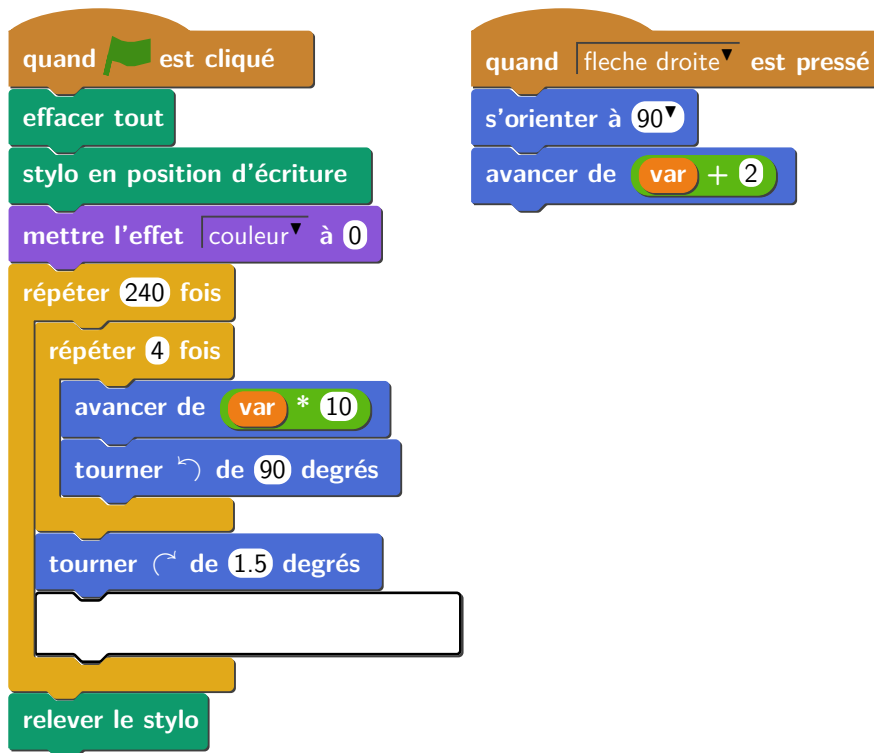 quand est cliqué
effacer tout
stylo en position d'écriture
mettre l'effet couleur à 0
répéter 240 fois
répéter 4 fois
avancer de var * 10
tourner de 90 degrés
tourner de 1.5 degrés
relever le stylo
quand fleche droite est pressé
s'orienter à 90
avancer de var + 2